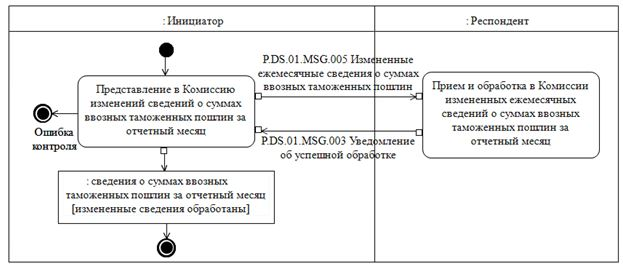 : Инициатор
: Респондент
P.DS.01.MSG.005 Измененные
ежемесячные сведения о суммах
ввозных таможенных пошлин
Представление в Комиссию
изменений сведений о суммах
ввозных таможенных пошлин за
отчетный месяц
Прием и обработка в Комиссии
измененных ежемесячных
сведений о суммах ввозных
таможенных пошлин за
отчетный месяц
Ошибка
контроля
P.DS.01.MSG.003 Уведомление
об успешной обработке
: сведения о суммах ввозных
таможенных пошлин за отчетный месяц
[измененные сведения обработаны]